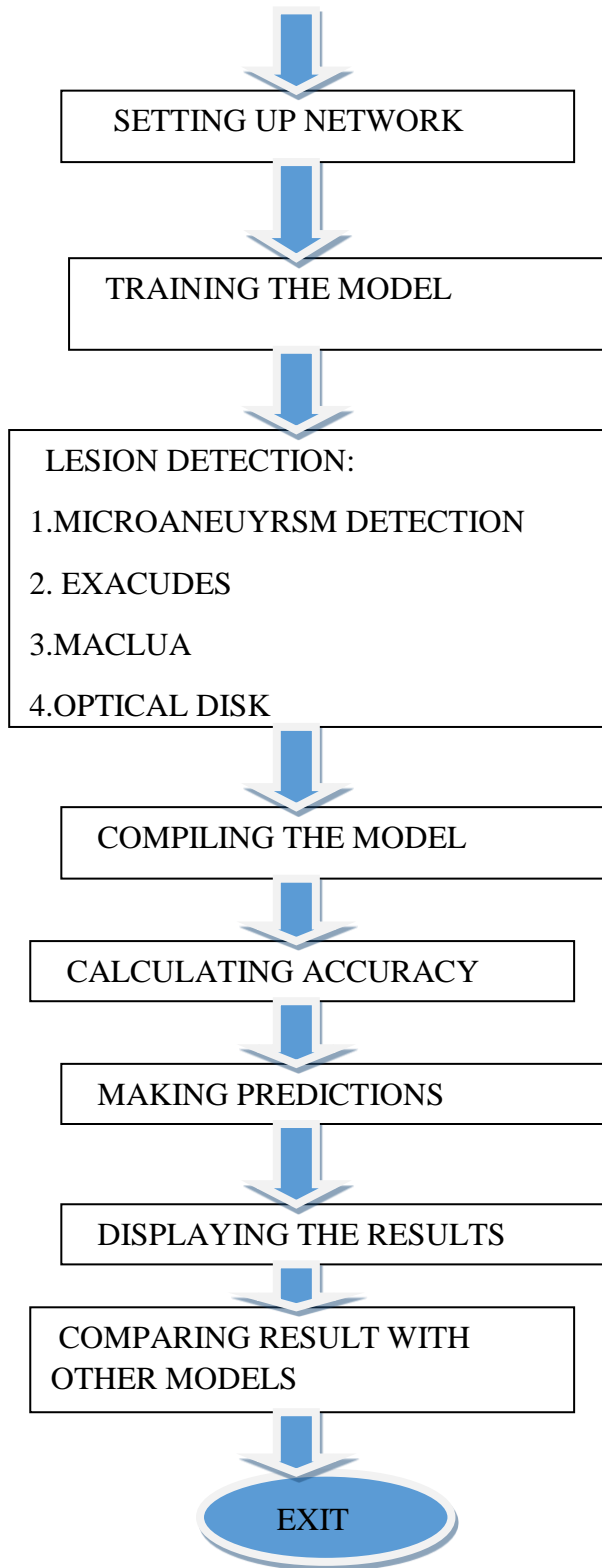 SETTING UP NETWORK
TRAINING THE MODEL
LESION DETECTION:
1.MICROANEUYRSM DETECTION
2. EXACUDES
3.MACLUA
4.OPTICAL DISK
COMPILING THE MODEL
CALCULATING ACCURACY
MAKING PREDICTIONS
DISPLAYING THE RESULTS
COMPARING RESULT WITH
OTHER MODELS
EXIT